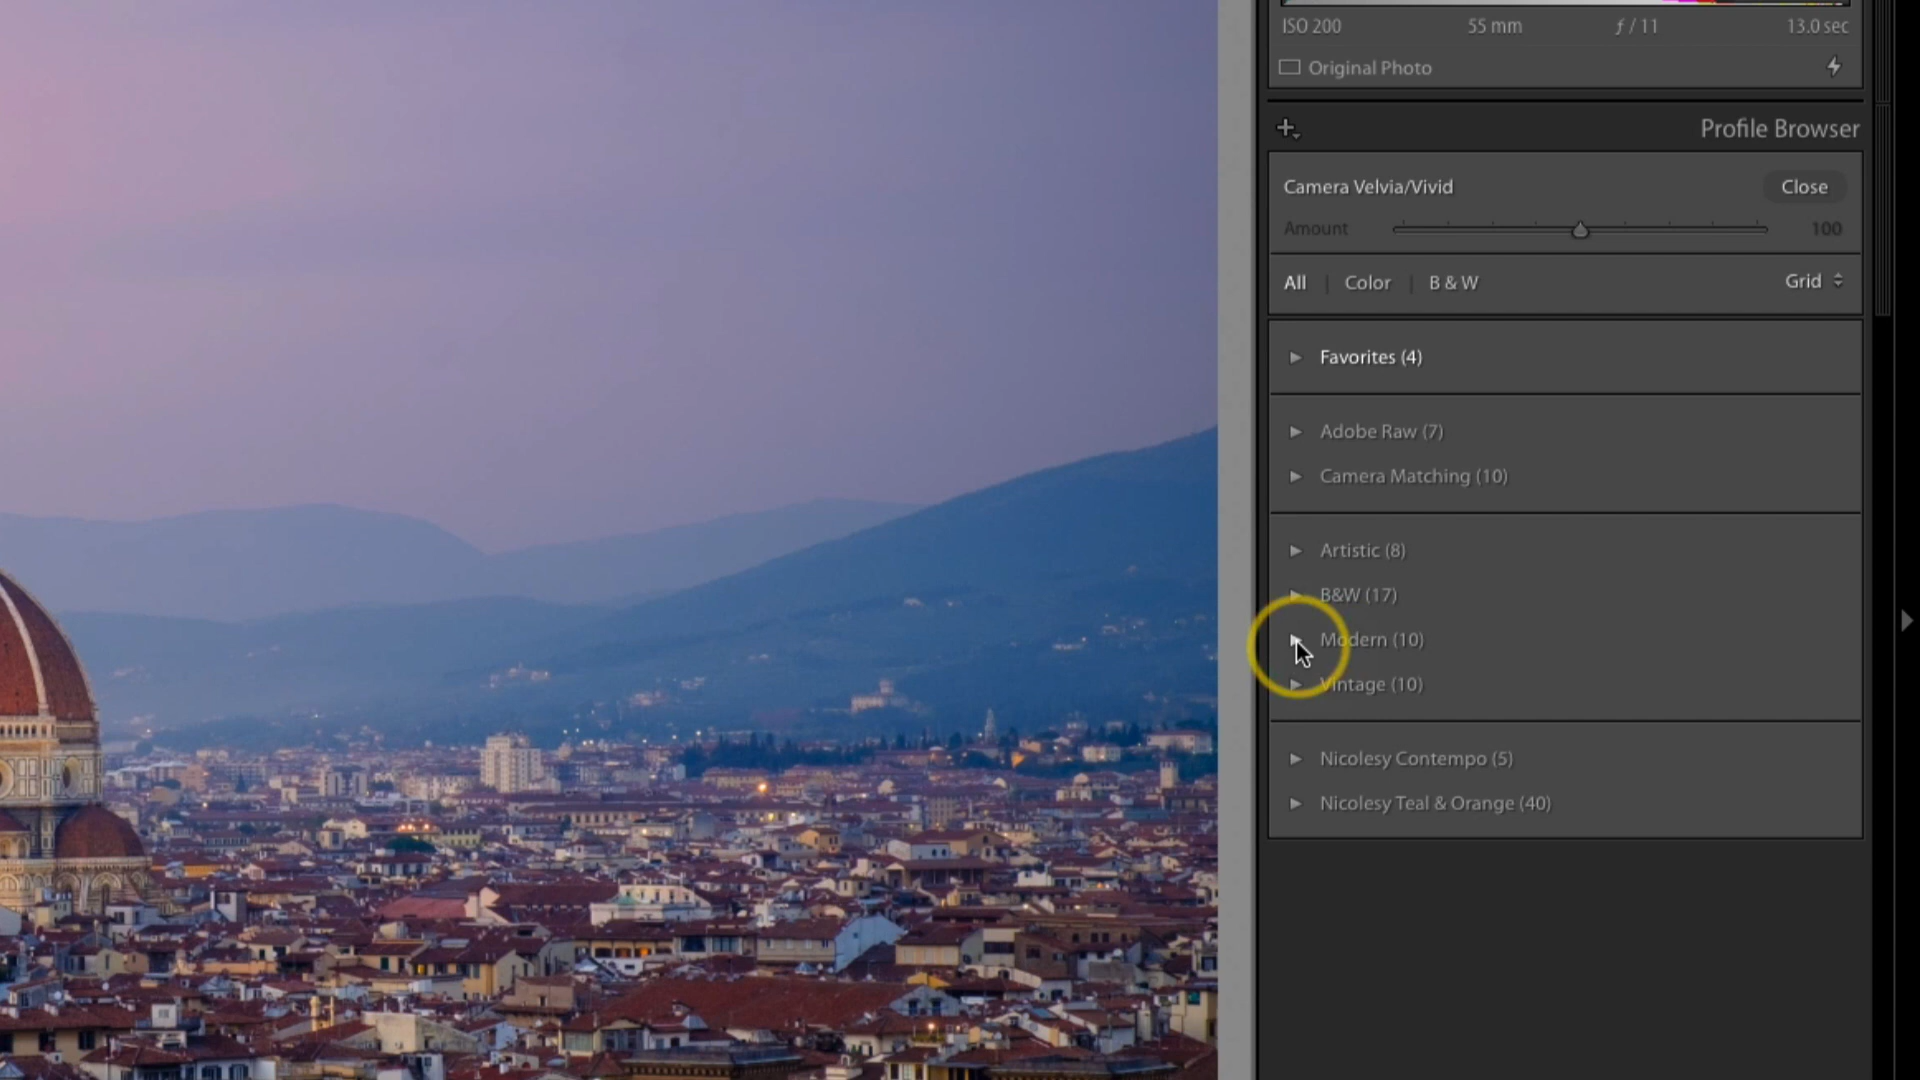 ISO 200 55 mm ƒ / 11 13.0 sec
Original Photo
Profile Browser
Camera Velvia/Vivid Close
Amount 100
All | Color | B & W Grid
Favorites (4)
Adobe Raw (7)
Camera Matching (10)
Artistic (8)
B&W (17)
Modern (10)
Vintage (10)
Nicolesy Contempo (5)
Nicolesy Teal & Orange (40)